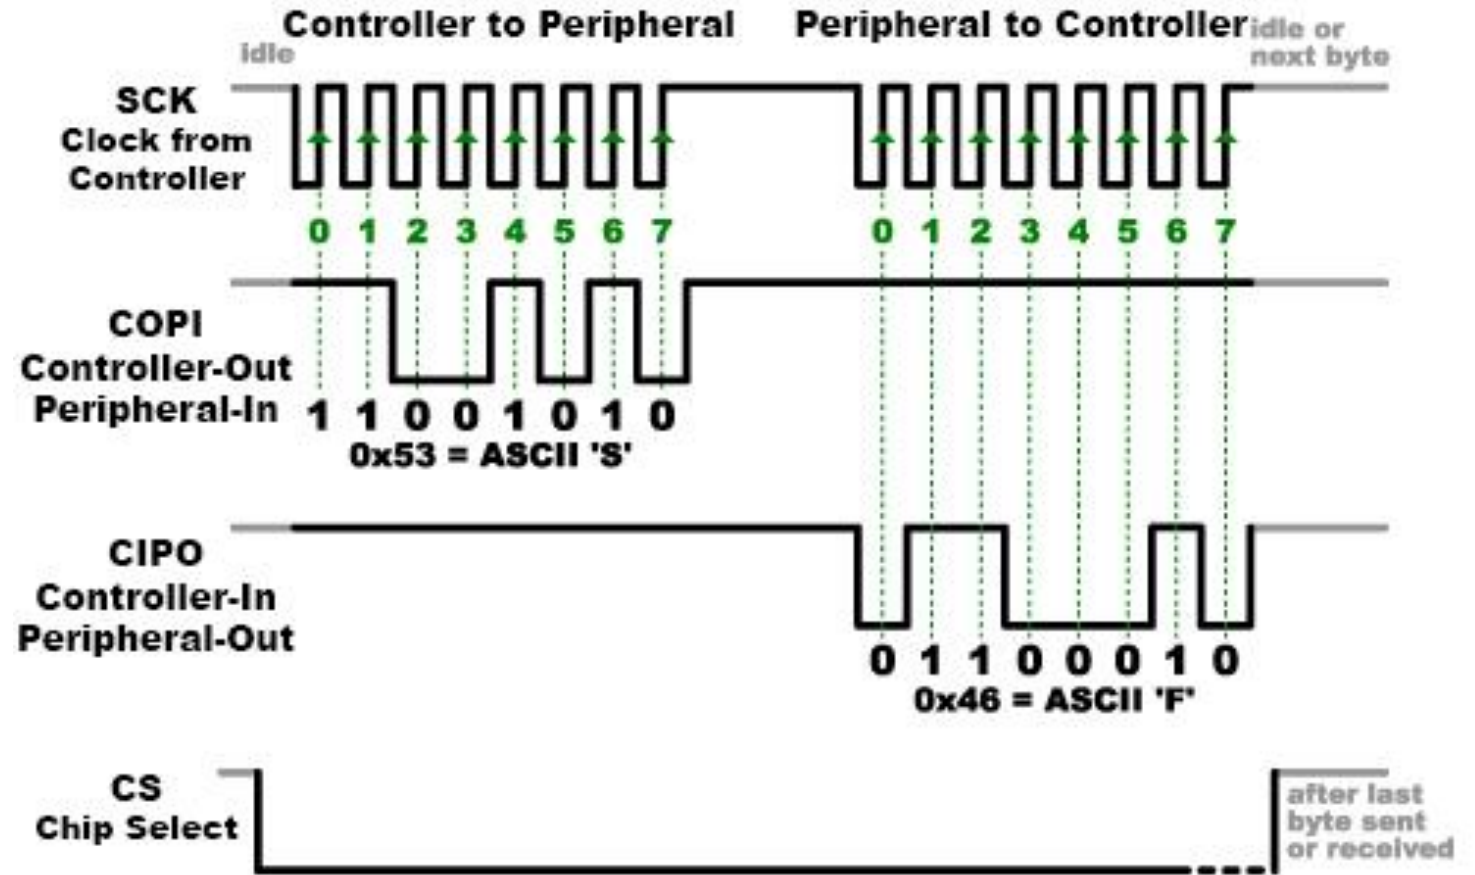 Controller to Peripheral
Peripheral to Controller
idle
idle or
next byte
SCK
Clock from
Controller
0 1 2 3 4 5 6 7
0 1 2 3 4 5 6 7
COPI
Controller-Out
Peripheral-In
1 1 0 0 1 0 1 0
0x53 = ASCII 'S'
CIPO
Controller-In
Peripheral-Out
0 1 1 0 0 0 1 0
0x46 = ASCII 'F'
CS
Chip Select
after last
byte sent
or received